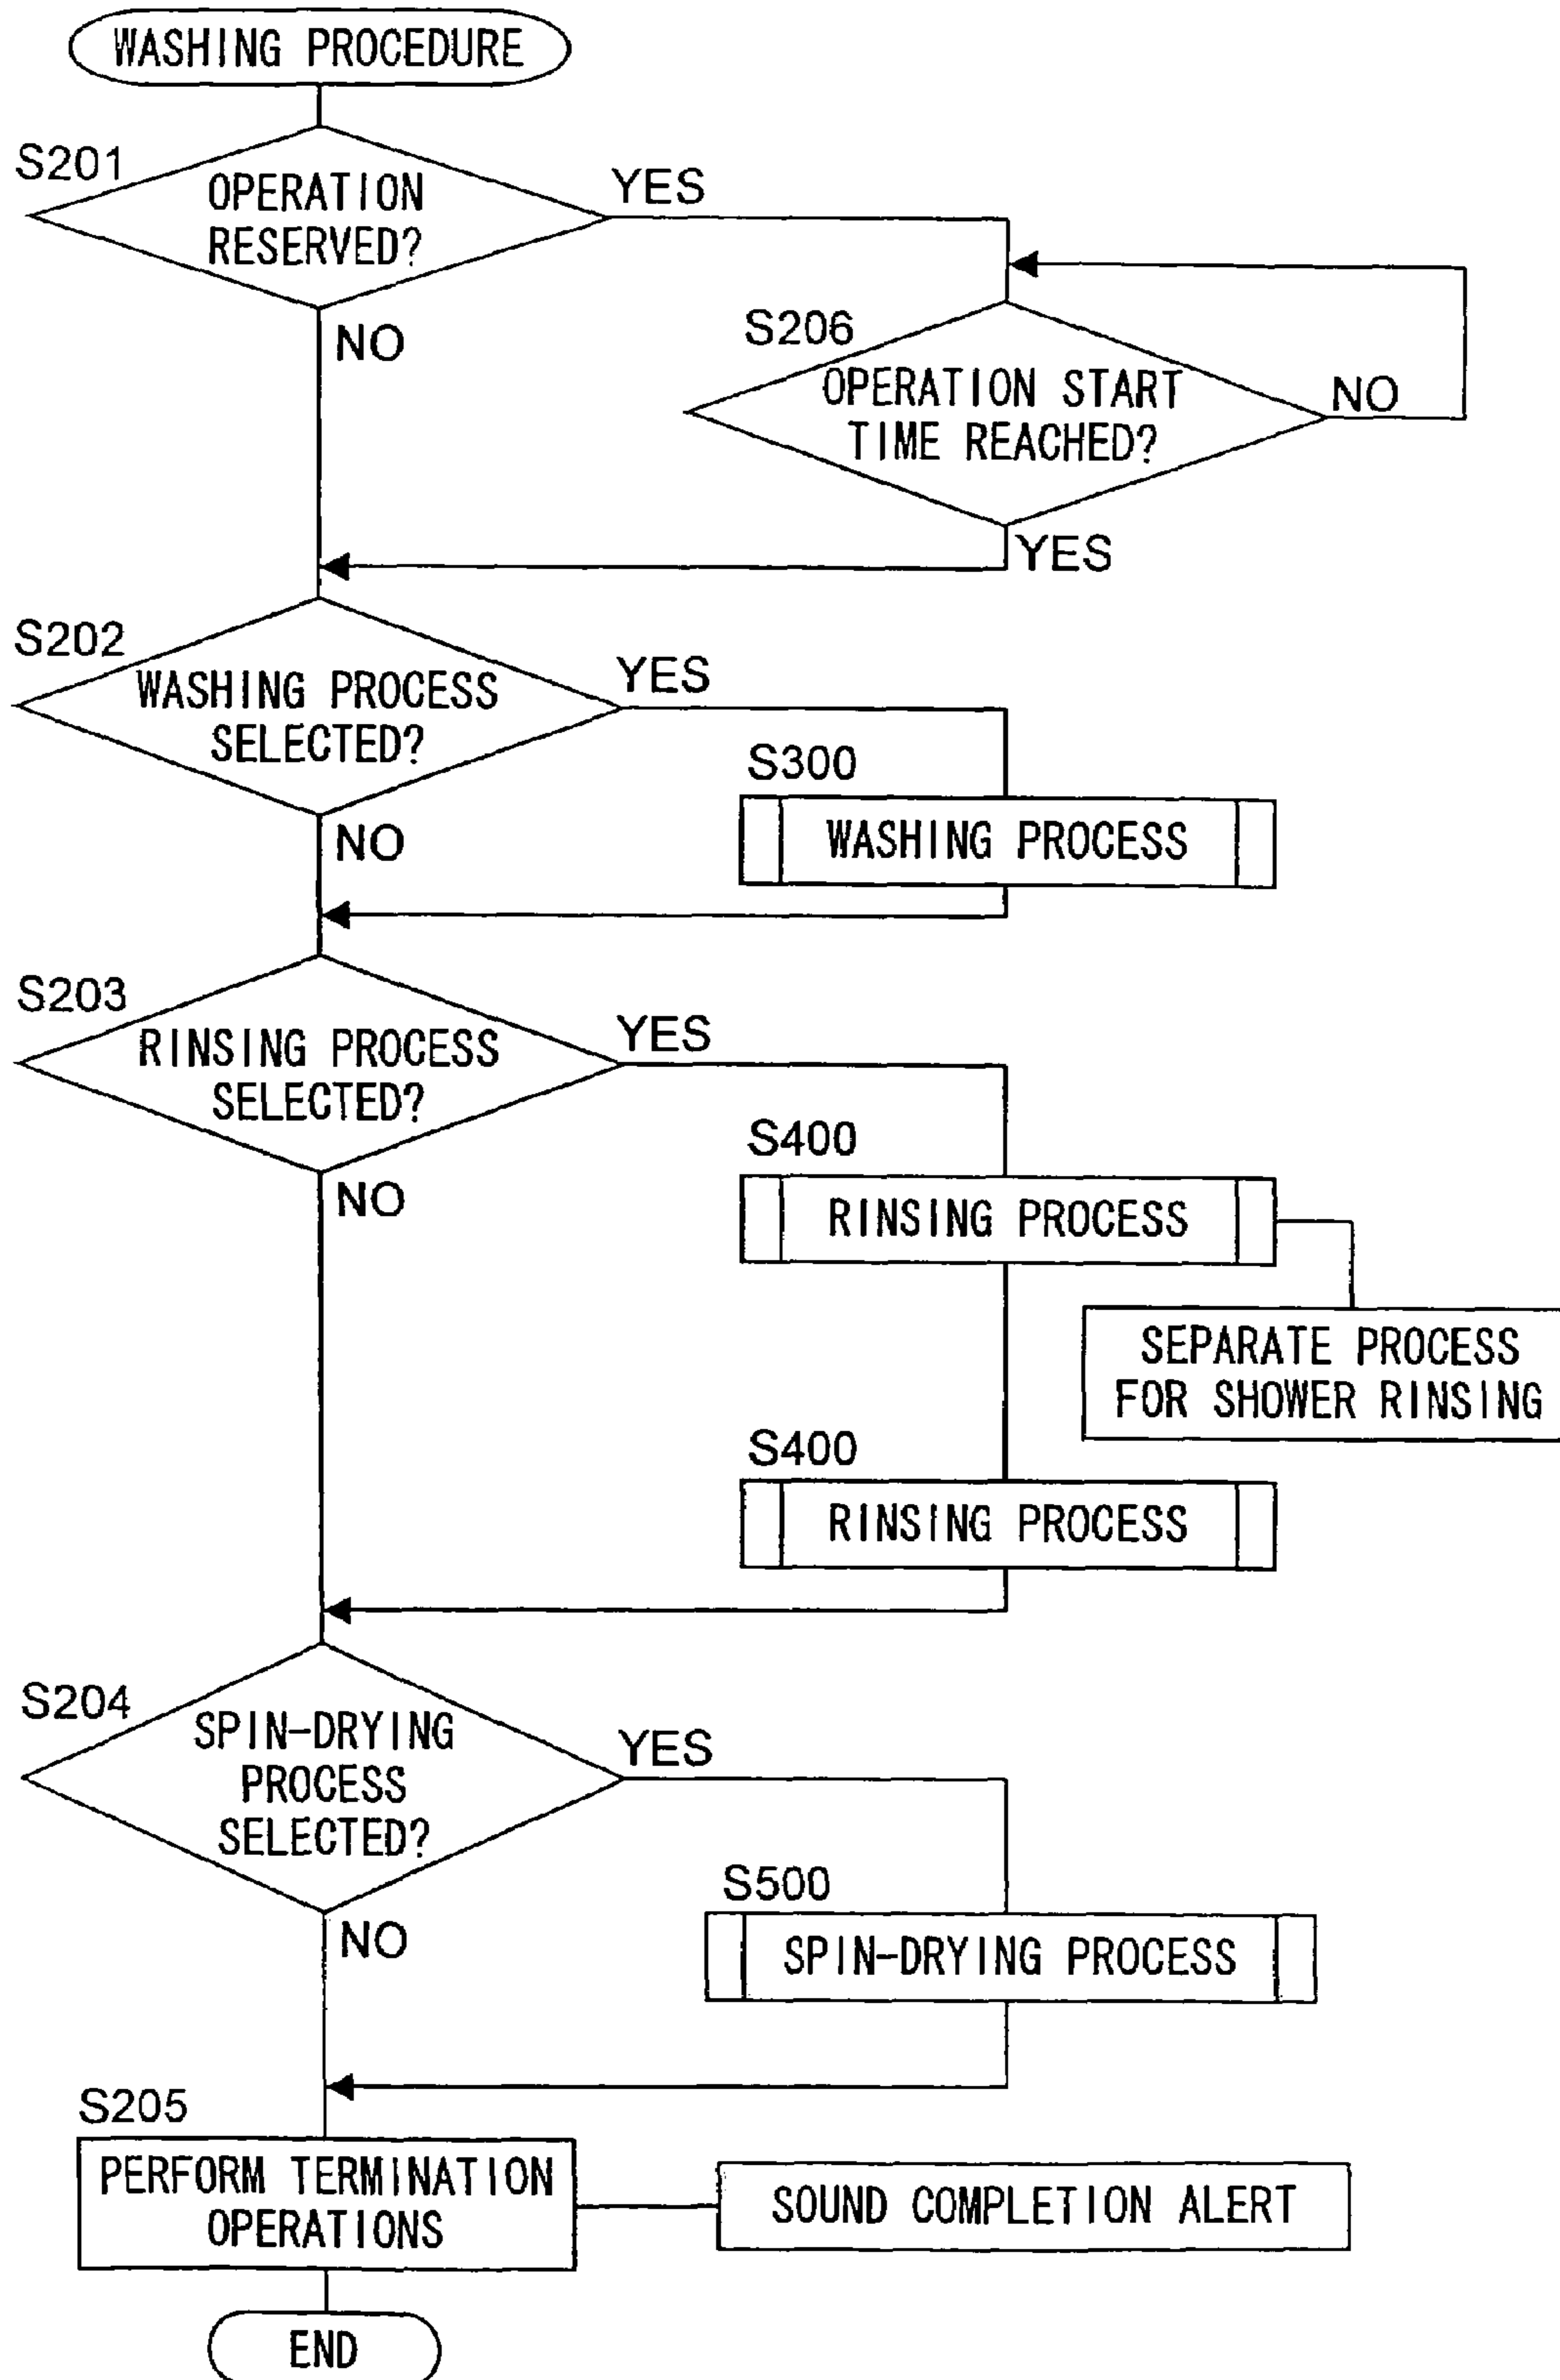 WASHING PROCEDURE
S201
OPERATION
RESERVED?
YES
NO
S206
OPERATION START
TIME REACHED?
NO
YES
S202
WASHING PROCESS
SELECTED?
YES
NO
S300
WASHING PROCESS
S203
RINSING PROCESS
SELECTED?
YES
NO
S400
RINSING PROCESS
SEPARATE PROCESS
FOR SHOWER RINSING
S400
RINSING PROCESS
S204
SPIN-DRYING
PROCESS
SELECTED?
YES
NO
S500
SPIN-DRYING PROCESS
S205
PERFORM TERMINATION
OPERATIONS
SOUND COMPLETION ALERT
END